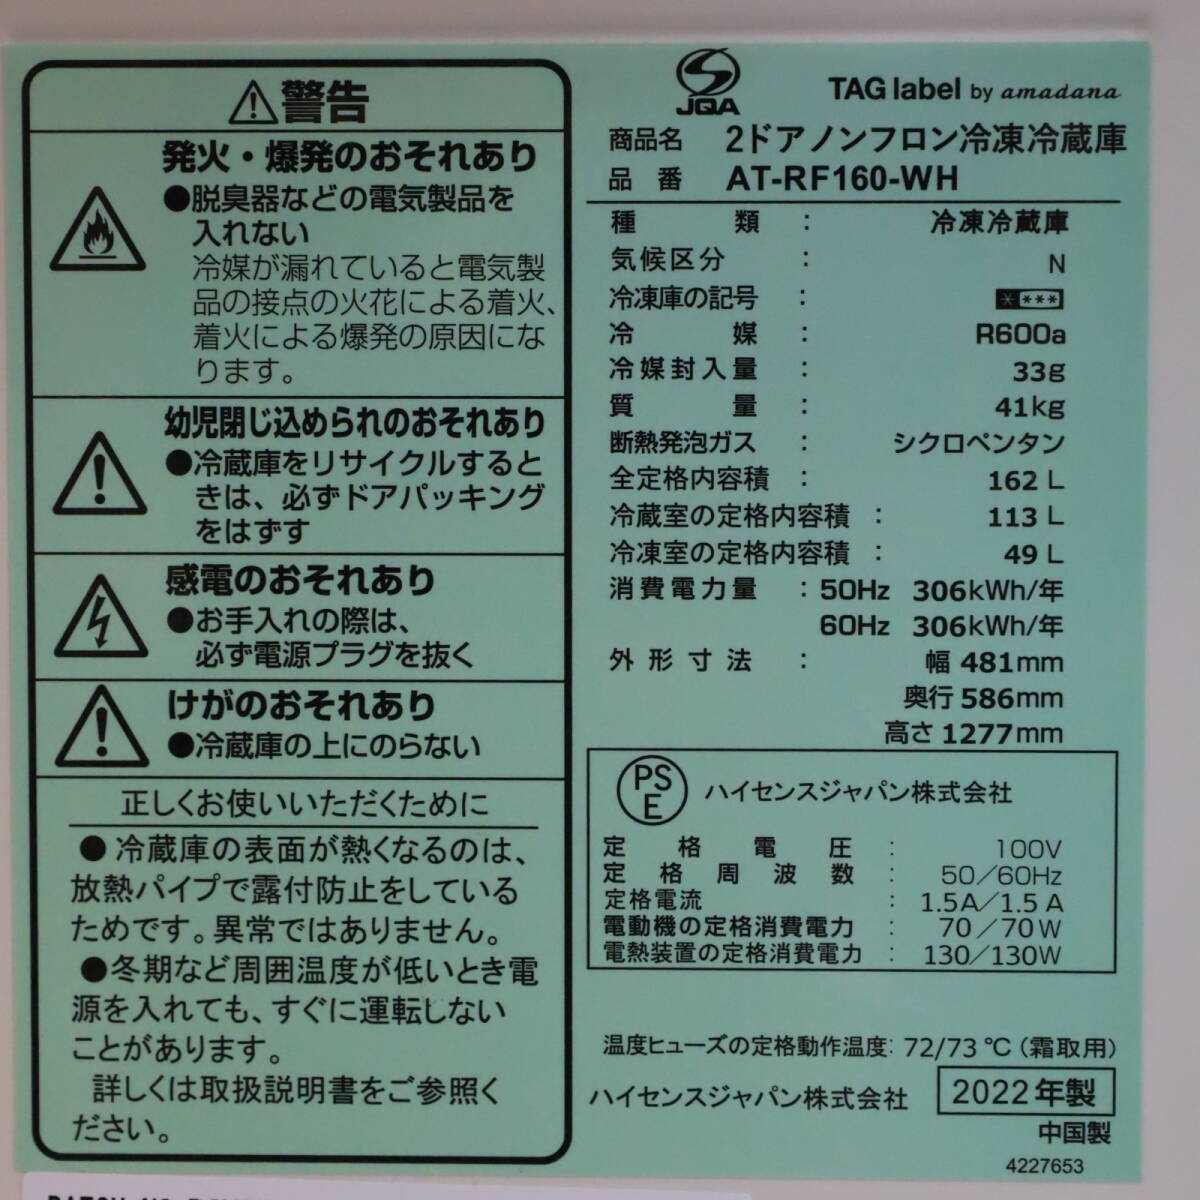 警告
発火・爆発のおそれあり
●脱臭器などの電気製品を
入れない
冷媒が漏れていると電気製
品の接点の火花による着火、
着火による爆発の原因にな
ります。
幼児閉じ込められのおそれあり
●冷蔵庫をリサイクルすると
きは、必ずドアパッキング
をはずす
感電のおそれあり
●お手入れの際は、
必ず電源プラグを抜く
けがのおそれあり
●冷蔵庫の上にのらない
正しくお使いいただくために
●冷蔵庫の表面が熱くなるのは、
放熱パイプで露付防止をしている
ためです。異常ではありません。
●冬期など周囲温度が低いとき電
源を入れても、すぐに運転しない
ことがあります。
詳しくは取扱説明書をご参照く
ださい。
JQA
TAG label by amadana
商品名 2ドアノンフロン冷凍冷蔵庫
品番 AT-RF160-WH
種類 : 冷凍冷蔵庫
気候区分 : N
冷凍庫の記号 : * ***
冷媒 : R600a
冷媒封入量 : 33g
質量 : 41kg
断熱発泡ガス : シクロペンタン
全定格内容積 : 162 L
冷蔵室の定格内容積 : 113 L
冷凍室の定格内容積 : 49 L
消費電力量 : 50Hz 306kWh/年
60Hz 306kWh/年
外形寸法 : 幅 481mm
奥行 586mm
高さ 1277mm
PS
E
ハイセンスジャパン株式会社
定格電圧 : 100V
定格周波数 : 50/60Hz
定格電流 : 1.5A/1.5A
電動機の定格消費電力 : 70/70W
電熱装置の定格消費電力 : 130/130W
温度ヒューズの定格動作温度: 72/73℃(霜取用)
ハイセンスジャパン株式会社 2022年製
中国製
4227653